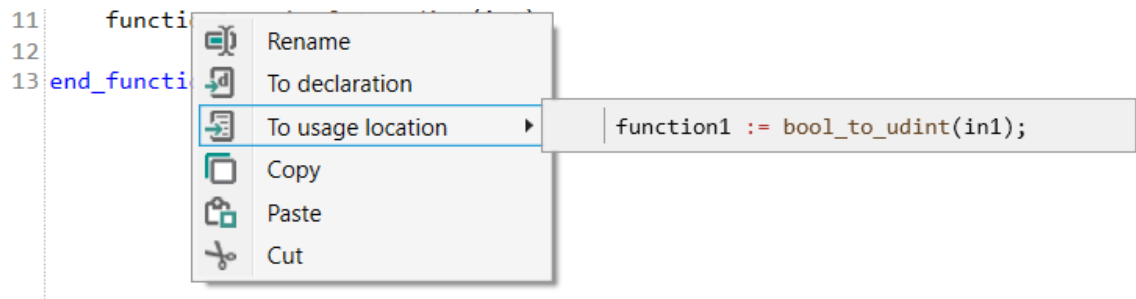 11 functi
Rename
12
13 end_functi
To declaration
To usage location
function1 := bool_to_udint(in1);
Copy
Paste
Cut